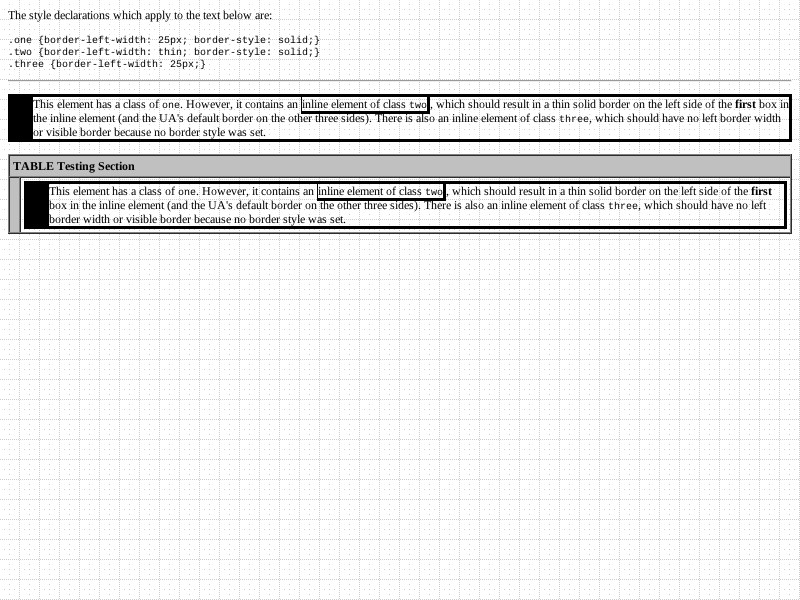 The style declarations which apply to the text below are:
.one {border-left-width: 25px; border-style: solid;}
.two {border-left-width: thin; border-style: solid;}
.three {border-left-width: 25px;}
This element has a class of one. However, it contains an inline element of class two, which should result in a thin solid border on the left side of the first box in
the inline element (and the UA's default border on the other three sides). There is also an inline element of class three, which should have no left border width
or visible border because no border style was set.
TABLE Testing Section
This element has a class of one. However, it contains an inline element of class two, which should result in a thin solid border on the left side of the first
box in the inline element (and the UA's default border on the other three sides). There is also an inline element of class three, which should have no left
border width or visible border because no border style was set.